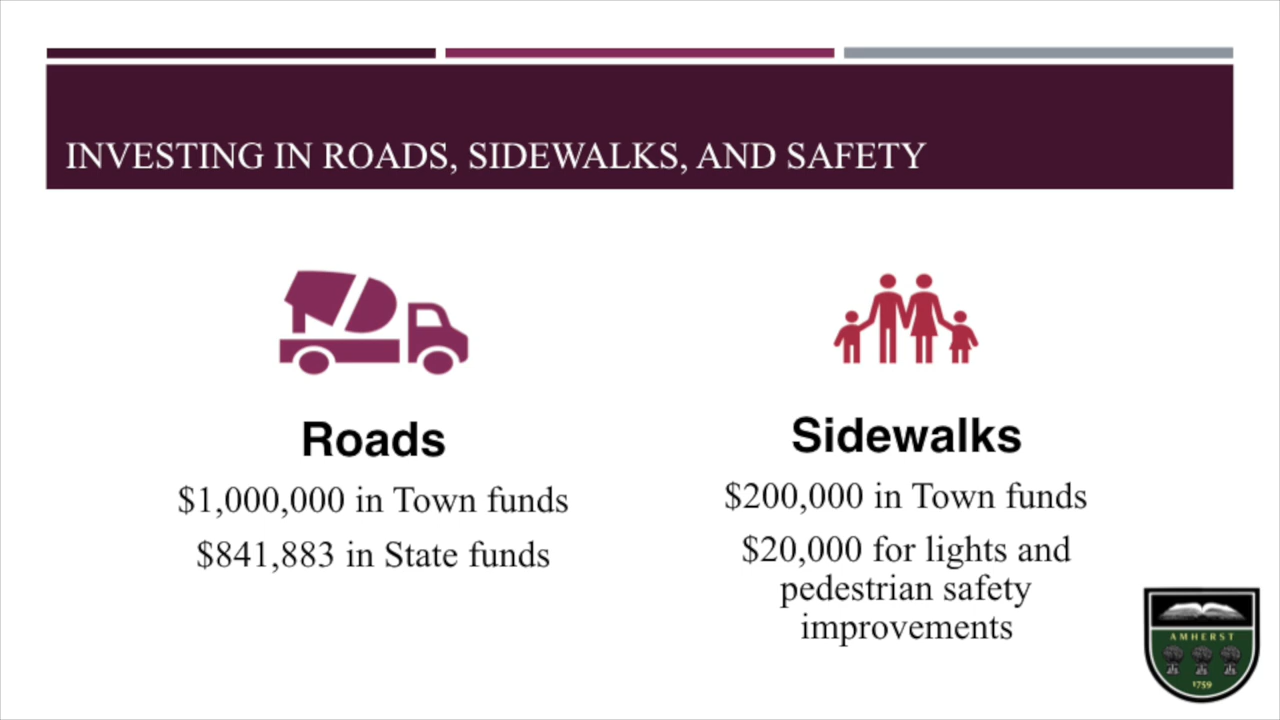 INVESTING IN ROADS, SIDEWALKS, AND SAFETY
Roads
$1,000,000 in Town funds
$841,883 in State funds
Sidewalks
$200,000 in Town funds
$20,000 for lights and
pedestrian safety
improvements
AMHERST
1759